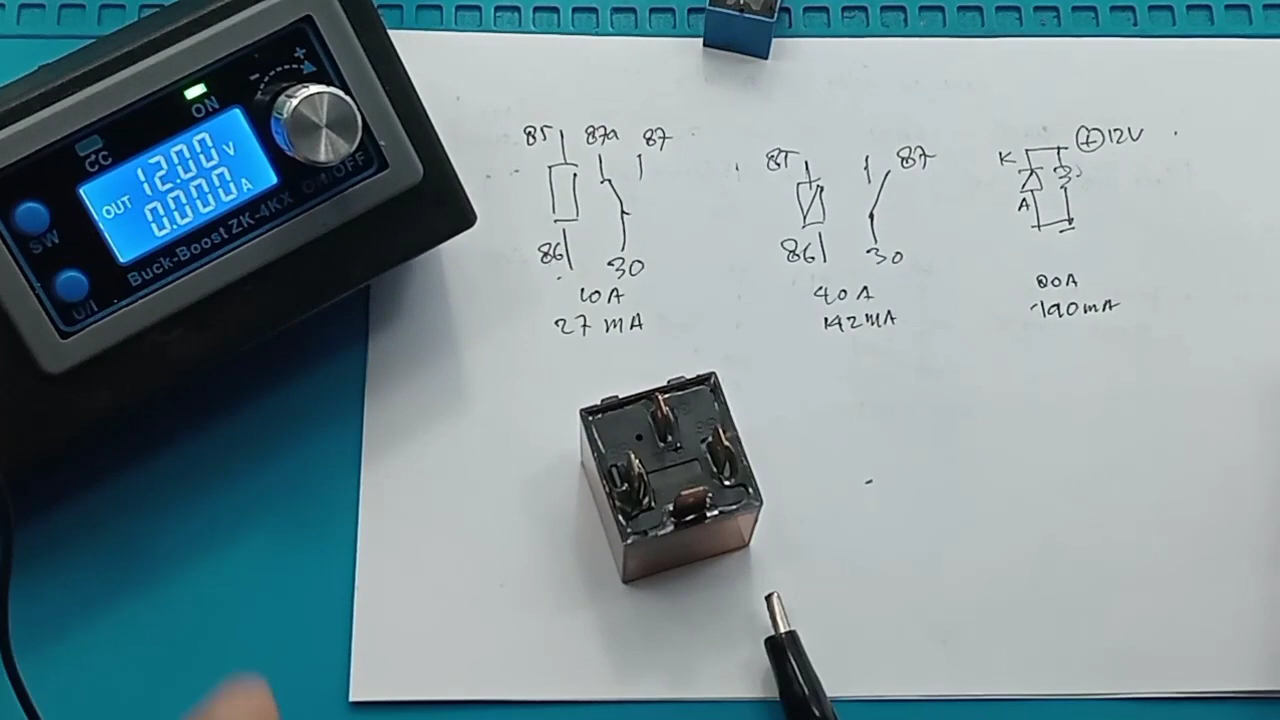 +
-
ON
CC
ON/OFF
OUT 12.00 V
0.000 A
SW
U/I
Buck-Boost ZK-4KX
85 87a 87
86 30
10A
27 mA
85 87
86 30
40A
142mA
K + 12V
A
80A
~190mA